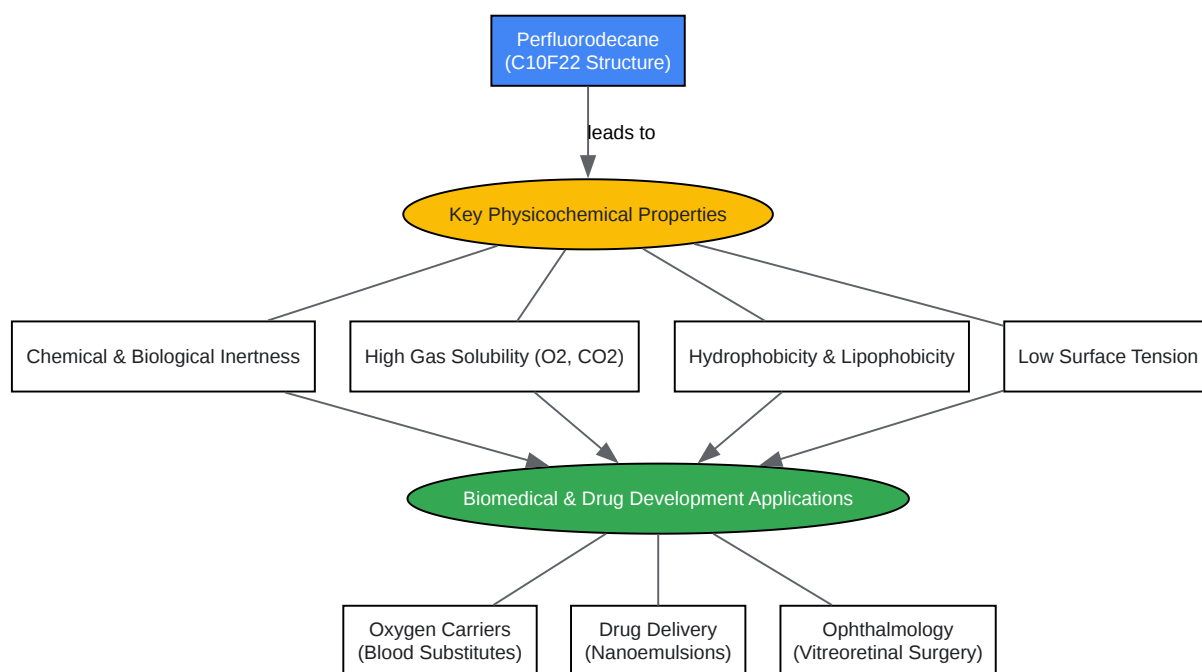 Perfluorodecane
(C10F22 Structure)
leads to
Key Physicochemical Properties
Chemical & Biological Inertness
High Gas Solubility (O2, CO2)
Hydrophobicity & Lipophobicity
Low Surface Tension
Biomedical & Drug Development Applications
Oxygen Carriers
(Blood Substitutes)
Drug Delivery
(Nanoemulsions)
Ophthalmology
(Vitreoretinal Surgery)